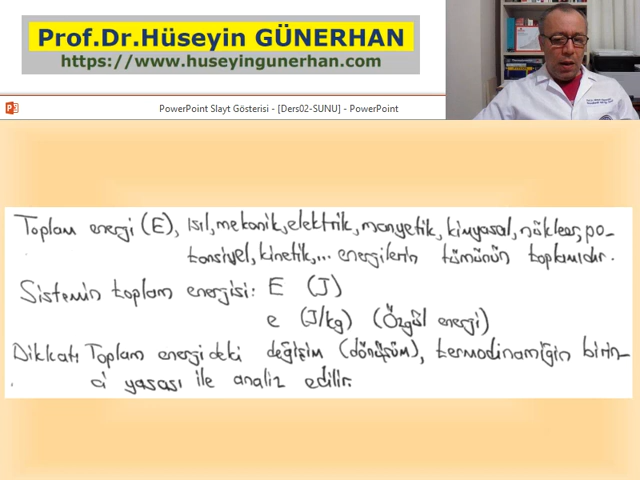 Prof.Dr.Hüseyin GÜNERHAN
https://www.huseyingunerhan.com
PowerPoint Slayt Gösterisi - [Ders02-SUNU] - PowerPoint
Toplam enerji (E), ısıl, mekanik, elektrik, manyetik, kimyasal, nükleer, po-
tansiyel, kinetik, ... enerjilerin tümünün toplamıdır.
Sistemin toplam enerjisi: E (J)
e (J/kg) (Özgül enerji)
Dikkat: Toplam enerjideki değişim (dönüşüm), termodinamiğin birin-
ci yasası ile analiz edilir.